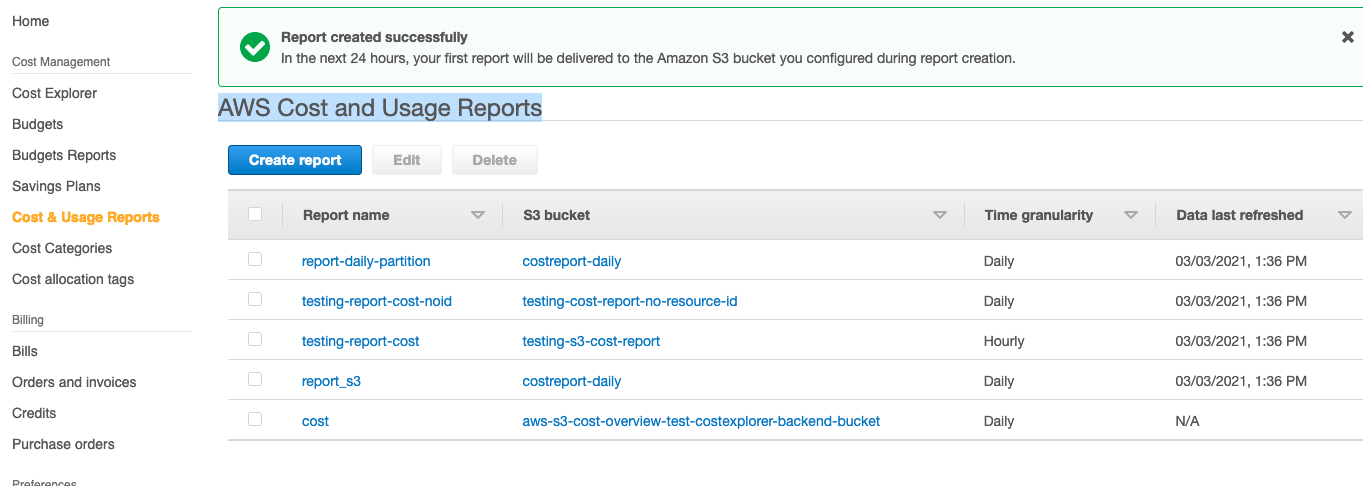 Home
Cost Management
Cost Explorer
Budgets
Budgets Reports
Savings Plans
Cost & Usage Reports
Cost Categories
Cost allocation tags
Billing
Bills
Orders and invoices
Credits
Purchase orders
Preferences
Report created successfully
In the next 24 hours, your first report will be delivered to the Amazon S3 bucket you configured during report creation.
AWS Cost and Usage Reports
Create report Edit Delete
Report name S3 bucket Time granularity Data last refreshed
report-daily-partition costreport-daily Daily 03/03/2021, 1:36 PM
testing-report-cost-noid testing-cost-report-no-resource-id Daily 03/03/2021, 1:36 PM
testing-report-cost testing-s3-cost-report Hourly 03/03/2021, 1:36 PM
report_s3 costreport-daily Daily 03/03/2021, 1:36 PM
cost aws-s3-cost-overview-test-costexplorer-backend-bucket Daily N/A